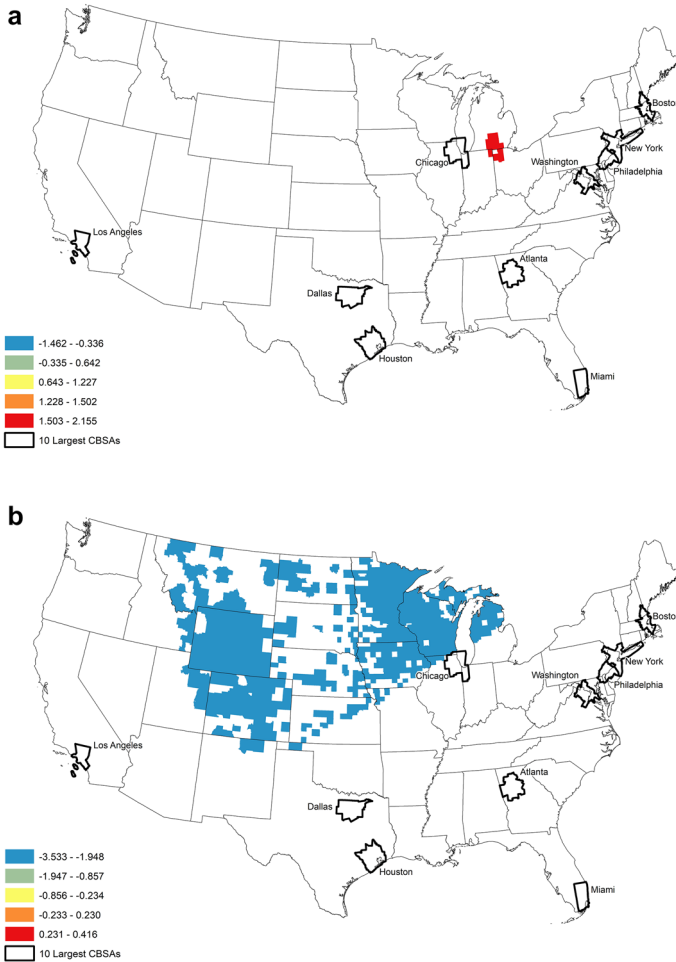 a
Boston
New York
Chicago
Washington
Philadelphia
Los Angeles
Atlanta
Dallas
Houston
Miami
-1.462 - -0.336
-0.335 - 0.642
0.643 - 1.227
1.228 - 1.502
1.503 - 2.155
10 Largest CBSAs
b
Boston
New York
Chicago
Washington
Philadelphia
Los Angeles
Atlanta
Dallas
Houston
Miami
-3.533 - -1.948
-1.947 - -0.857
-0.856 - -0.234
-0.233 - 0.230
0.231 - 0.416
10 Largest CBSAs